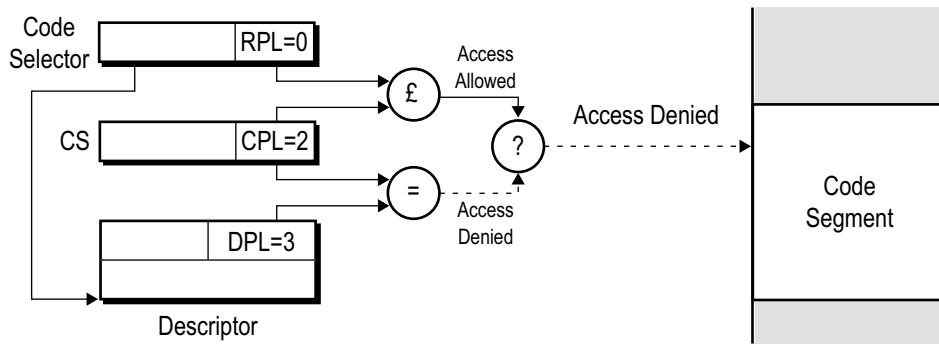 Code
Selector
RPL=0
Access
Allowed
£
CS
CPL=2
?
Access Denied
=
Access
Denied
DPL=3
Code
Segment
Descriptor